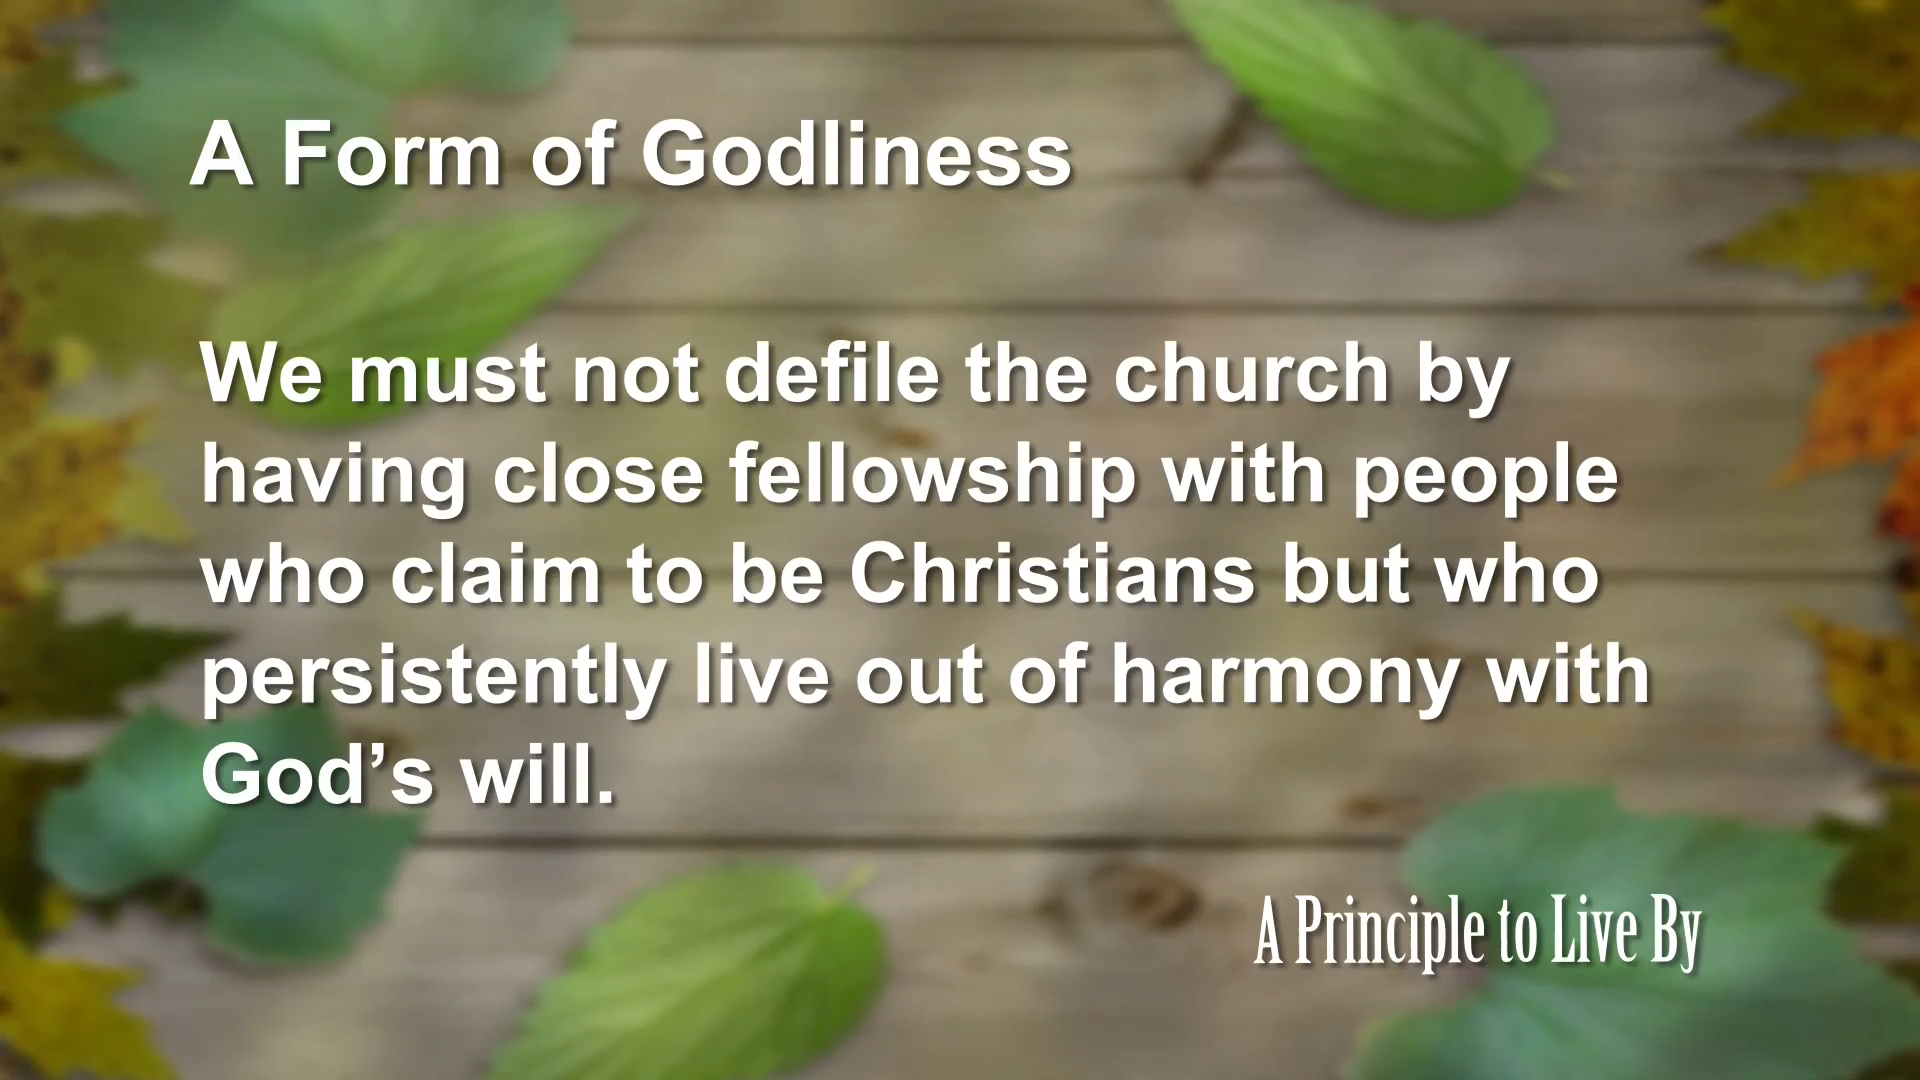 A Form of Godliness
We must not defile the church by
having close fellowship with people
who claim to be Christians but who
persistently live out of harmony with
God’s will.
A Principle to Live By